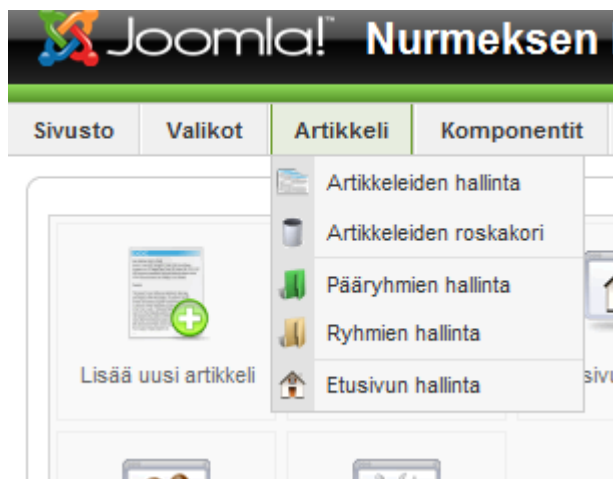 Joomla!™ Nurmeksen
Sivusto Valikot Artikkeli Komponentit
Artikkeleiden hallinta
Artikkeleiden roskakori
Pääryhmien hallinta
Ryhmien hallinta
Lisää uusi artikkeli
Etusivun hallinta